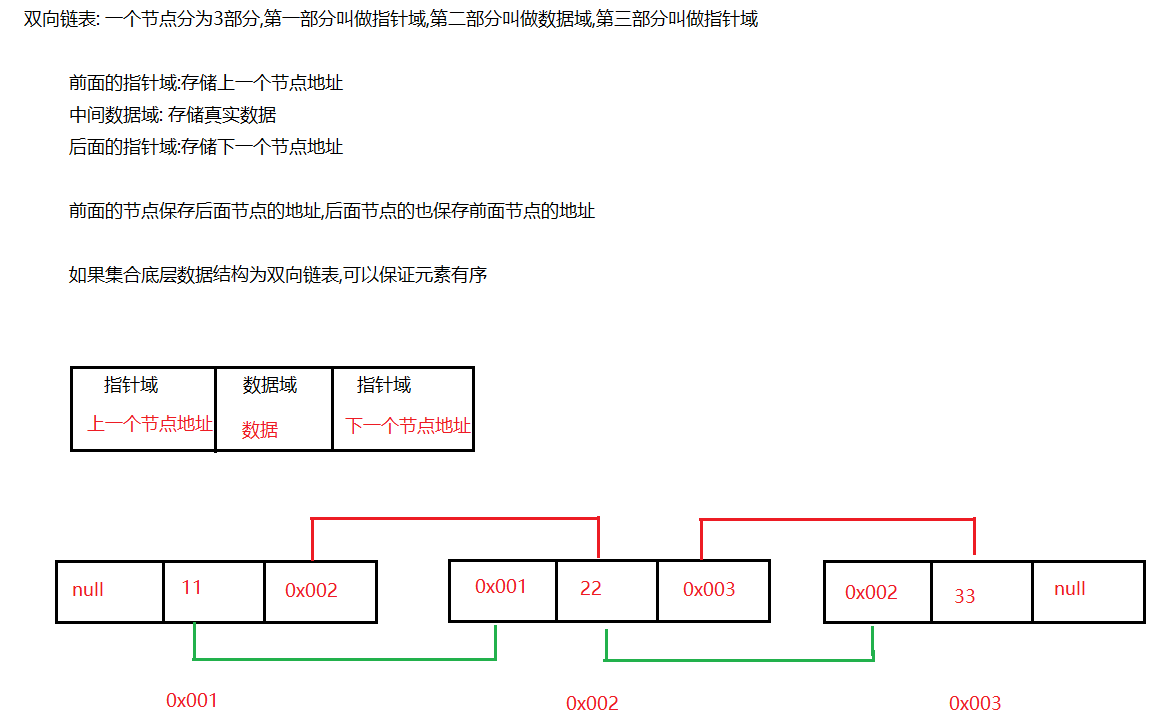 双向链表: 一个节点分为3部分,第一部分叫做指针域,第二部分叫做数据域,第三部分叫做指针域
前面的指针域:存储上一个节点地址
中间数据域: 存储真实数据
后面的指针域:存储下一个节点地址
前面的节点保存后面节点的地址,后面节点的也保存前面节点的地址
如果集合底层数据结构为双向链表,可以保证元素有序
指针域 数据域 指针域
上一个节点地址 数据 下一个节点地址
null 11 0x002 0x001 22 0x003 0x002 33 null
0x001 0x002 0x003